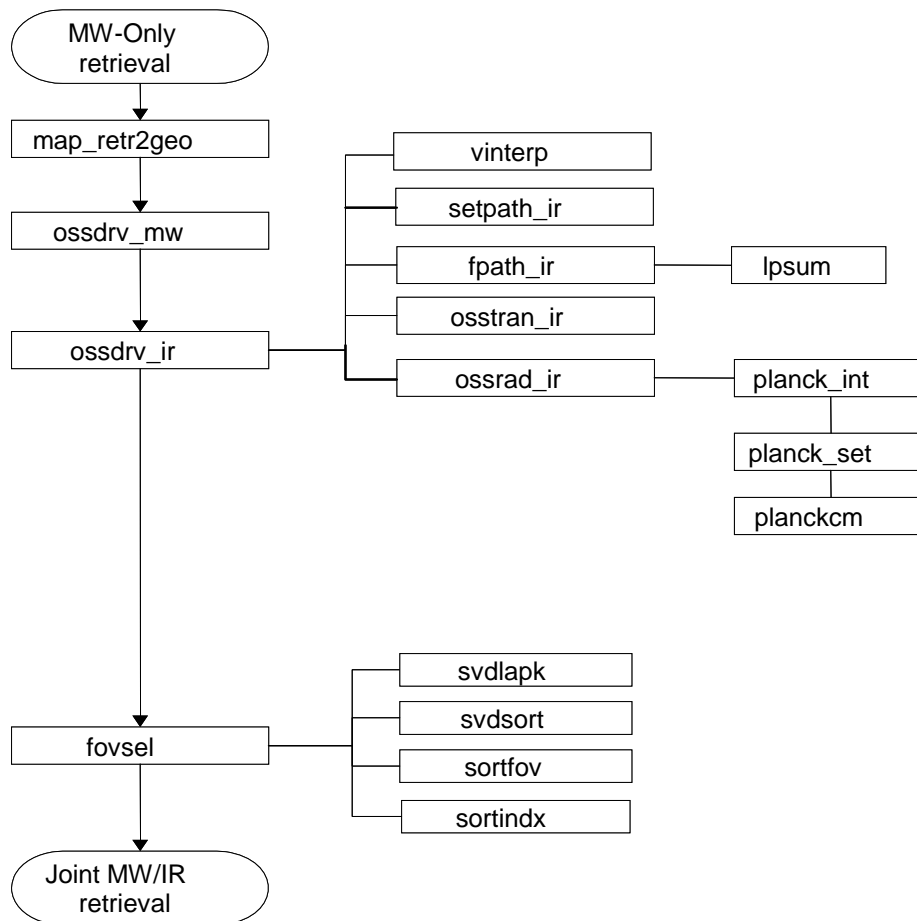 MW-Only
retrieval
map_retr2geo
ossdrv_mw
ossdrv_ir
vinterp
setpath_ir
fpath_ir
lpsum
osstran_ir
ossrad_ir
planck_int
planck_set
planckcm
fovsel
svdlapk
svdsort
sortfov
sortindx
Joint MW/IR
retrieval